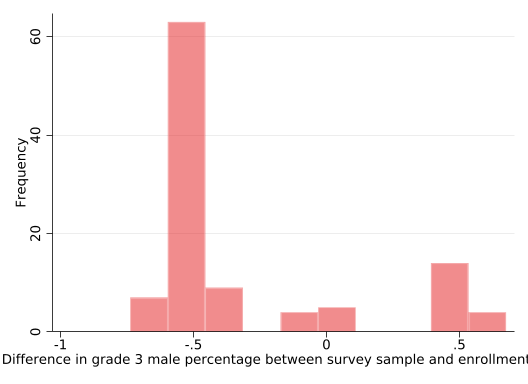 60
40
20
0
Frequency
-1 -.5 0 .5
Difference in grade 3 male percentage between survey sample and enrollment